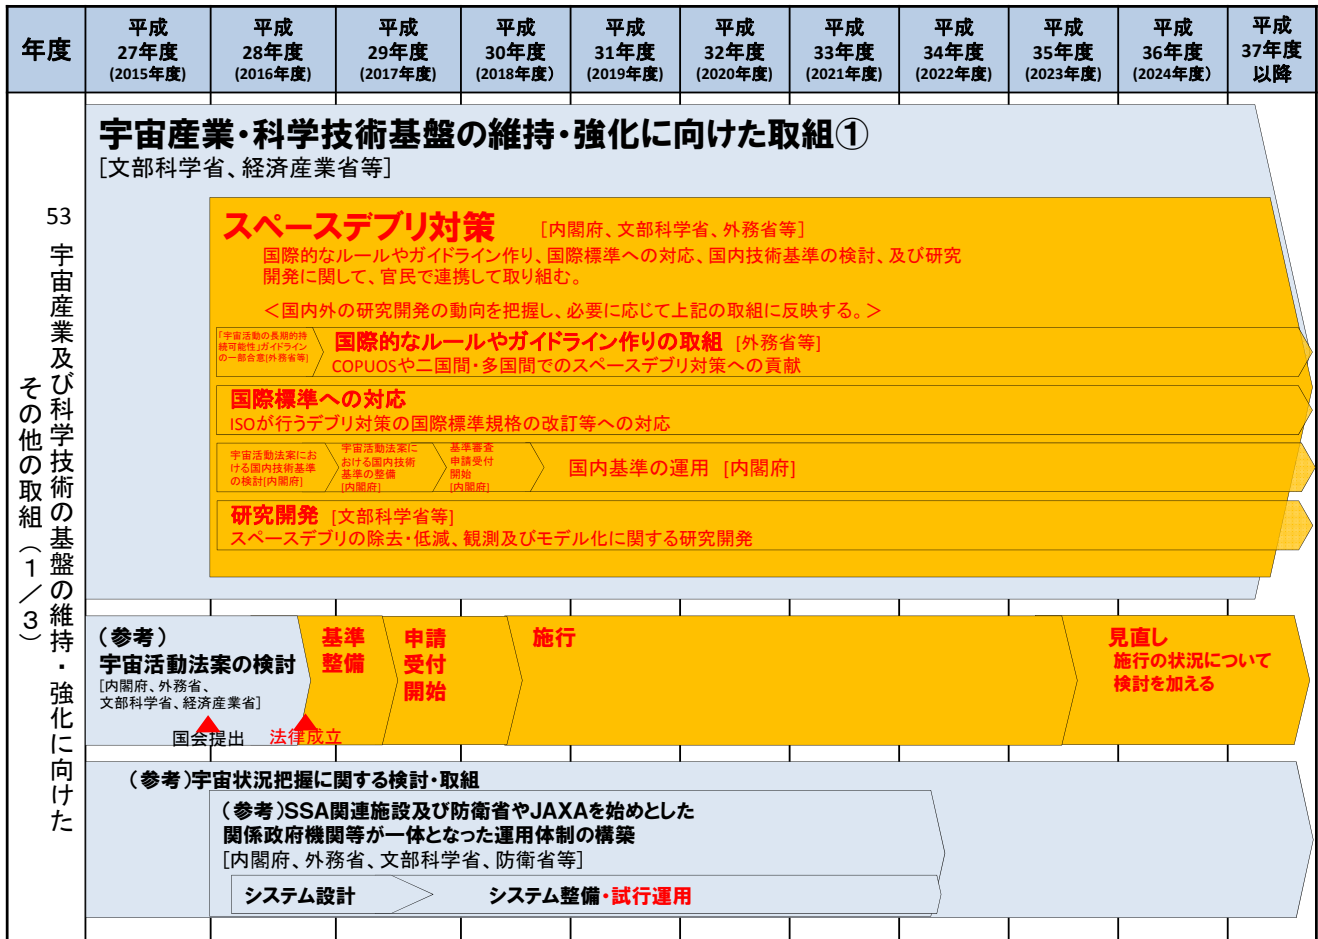 年度
平成
27年度
(2015年度)
平成
28年度
(2016年度)
平成
29年度
(2017年度)
平成
30年度
(2018年度)
平成
31年度
(2019年度)
平成
32年度
(2020年度)
平成
33年度
(2021年度)
平成
34年度
(2022年度)
平成
35年度
(2023年度)
平成
36年度
(2024年度)
平成
37年度
以降
53 宇宙産業及び科学技術の基盤の維持・強化に向けた
その他の取組(1/3)
宇宙産業・科学技術基盤の維持・強化に向けた取組①
[文部科学省、経済産業省等]
スペースデブリ対策 [内閣府、文部科学省、外務省等]
国際的なルールやガイドライン作り、国際標準への対応、国内技術基準の検討、及び研究
開発に関して、官民で連携して取り組む。
<国内外の研究開発の動向を把握し、必要に応じて上記の取組に反映する。>
「宇宙活動の長期的持
続可能性」ガイドライン
の一部合意[外務省等]
国際的なルールやガイドライン作りの取組 [外務省等]
COPUOSや二国間・多国間でのスペースデブリ対策への貢献
国際標準への対応
ISOが行うデブリ対策の国際標準規格の改訂等への対応
宇宙活動法案にお
ける国内技術基準
の検討[内閣府]
宇宙活動法案に
おける国内技術
基準の整備
[内閣府]
基準審査
申請受付
開始
[内閣府]
国内基準の運用 [内閣府]
研究開発 [文部科学省等]
スペースデブリの除去・低減、観測及びモデル化に関する研究開発
(参考)
宇宙活動法案の検討
[内閣府、外務省、
文部科学省、経済産業省]
国会提出
法律成立
基準
整備
申請
受付
開始
施行
見直し
施行の状況について
検討を加える
(参考)宇宙状況把握に関する検討・取組
(参考)SSA関連施設及び防衛省やJAXAを始めとした
関係政府機関等が一体となった運用体制の構築
[内閣府、外務省、文部科学省、防衛省等]
システム設計
システム整備・試行運用